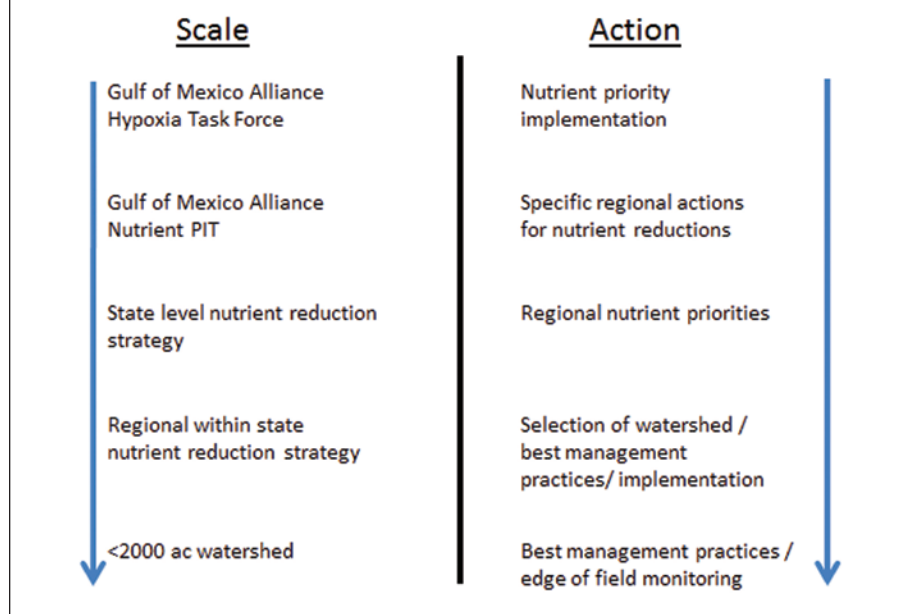 Scale
Action
Gulf of Mexico Alliance
Hypoxia Task Force
Nutrient priority
implementation
Gulf of Mexico Alliance
Nutrient PIT
Specific regional actions
for nutrient reductions
State level nutrient reduction
strategy
Regional nutrient priorities
Regional within state
nutrient reduction strategy
Selection of watershed /
best management
practices/ implementation
<2000 ac watershed
Best management practices /
edge of field monitoring